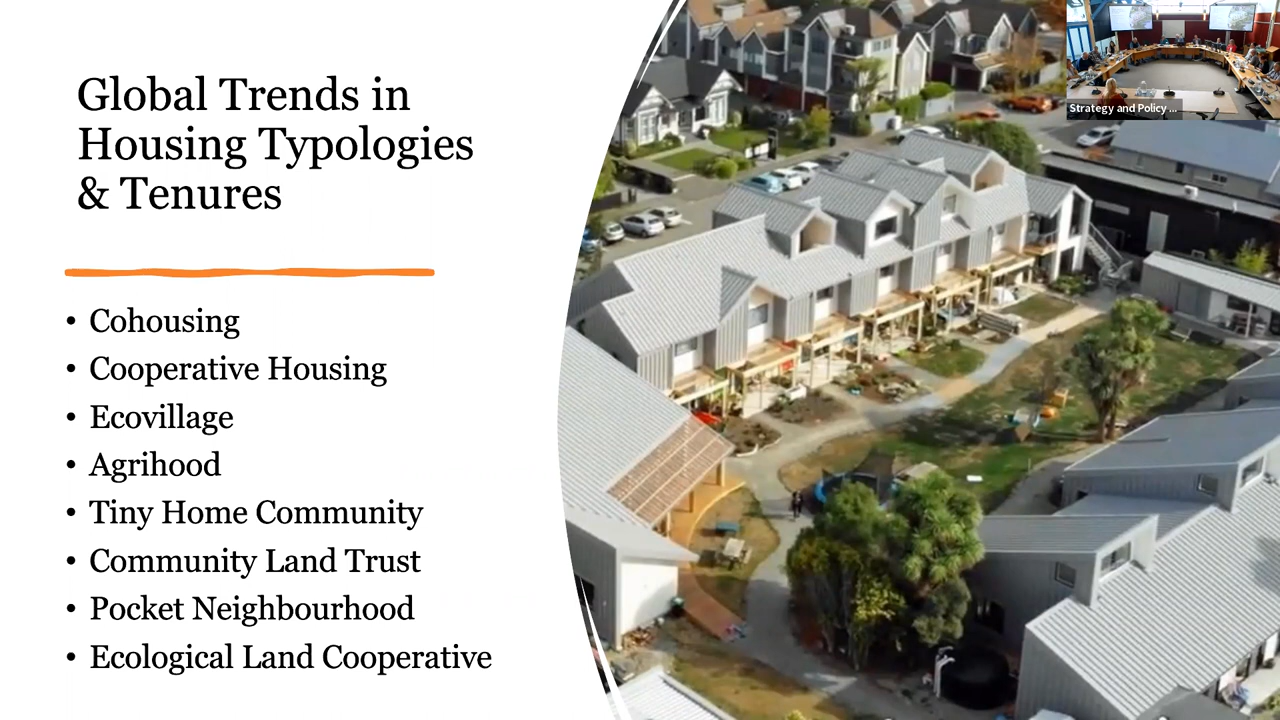 Global Trends in
Housing Typologies
& Tenures
• Cohousing
• Cooperative Housing
• Ecovillage
• Agrihood
• Tiny Home Community
• Community Land Trust
• Pocket Neighbourhood
• Ecological Land Cooperative
Strategy and Policy ...